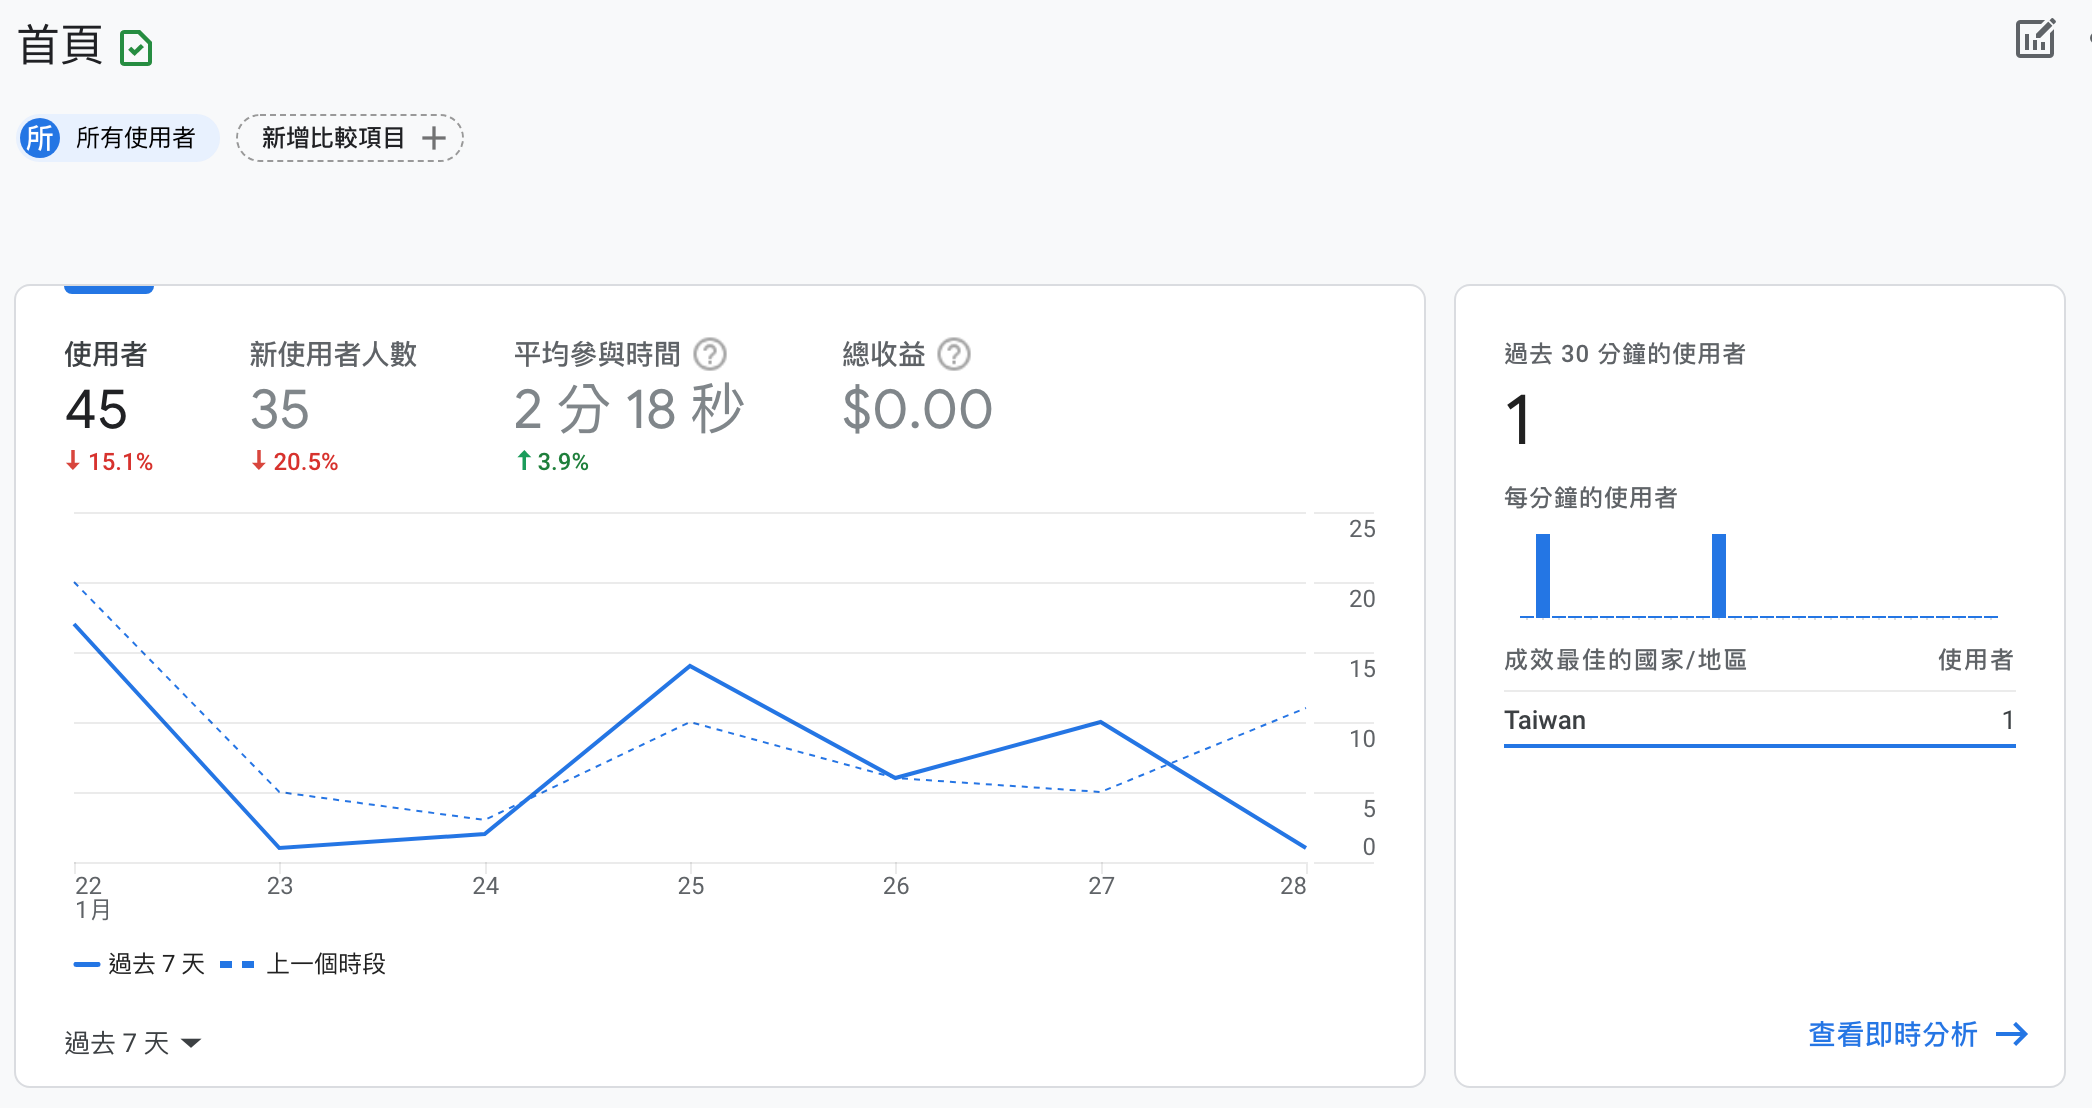 首頁
所 所有使用者 新增比較項目
使用者 新使用者人數 平均參與時間 總收益
45 35 2 分 18 秒 $0.00
15.1% 20.5% 3.9%
25
20
15
10
5
0
22 23 24 25 26 27 28
1月
過去 7 天 上一個時段
過去 7 天
過去 30 分鐘的使用者
1
每分鐘的使用者
成效最佳的國家/地區 使用者
Taiwan 1
查看即時分析